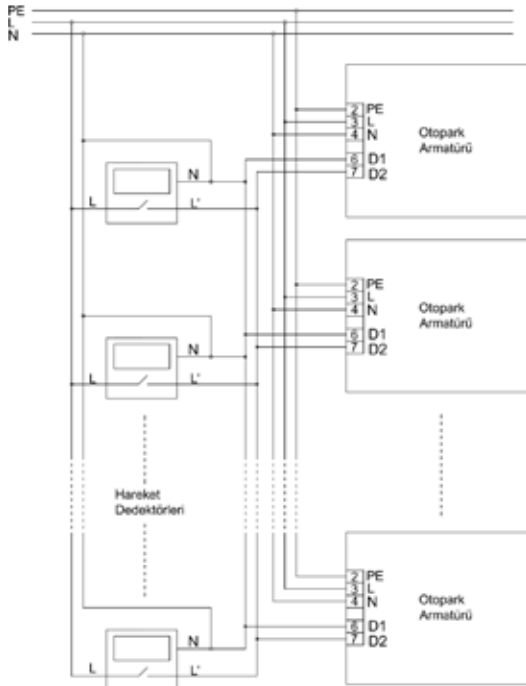 PE
L
N
2 PE
3 L
4 N
6 D1
7 D2
Otopark
Armatürü
N
L
L'
2 PE
3 L
4 N
6 D1
7 D2
Otopark
Armatürü
N
L
L'
Hareket
Dedektörleri
2 PE
3 L
4 N
6 D1
7 D2
Otopark
Armatürü
N
L
L'